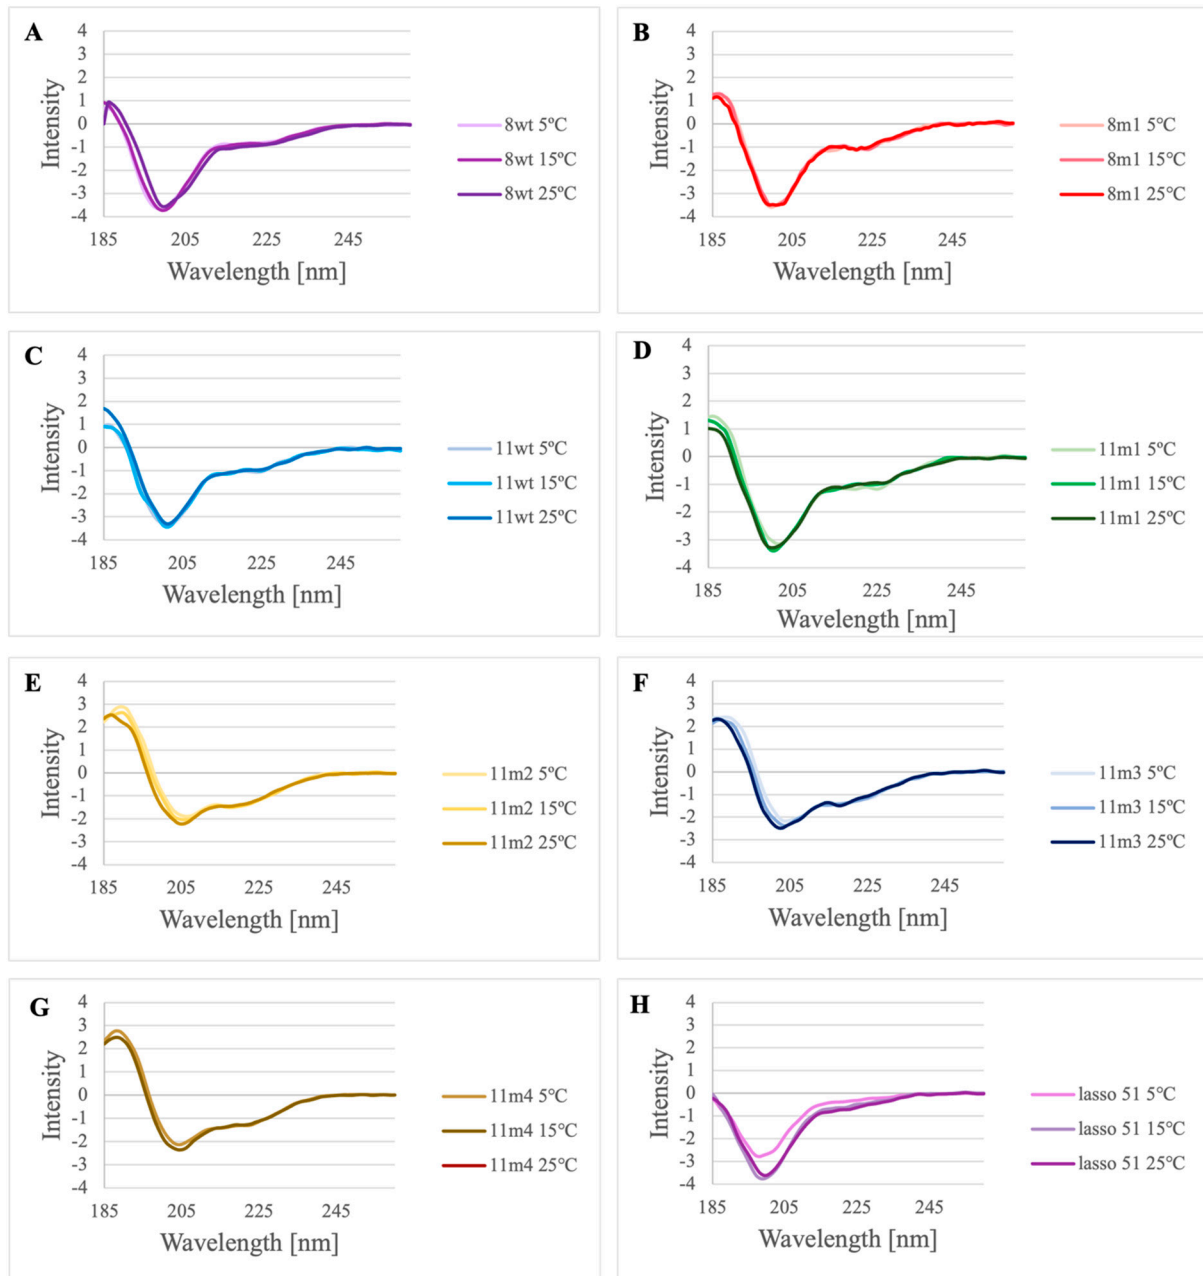 A
4
3
2
1
0
-1
-2
-3
-4
Intensity
185 205 225 245
Wavelength [nm]
8wt 5ºC
8wt 15ºC
8wt 25ºC
B
4
3
2
1
0
-1
-2
-3
-4
Intensity
185 205 225 245
Wavelength [nm]
8m1 5ºC
8m1 15ºC
8m1 25ºC
C
4
3
2
1
0
-1
-2
-3
-4
Intensity
185 205 225 245
Wavelength [nm]
11wt 5ºC
11wt 15ºC
11wt 25ºC
D
4
3
2
1
0
-1
-2
-3
-4
Intensity
185 205 225 245
Wavelength [nm]
11m1 5ºC
11m1 15ºC
11m1 25ºC
E
4
3
2
1
0
-1
-2
-3
-4
Intensity
185 205 225 245
Wavelength [nm]
11m2 5ºC
11m2 15ºC
11m2 25ºC
F
4
3
2
1
0
-1
-2
-3
-4
Intensity
185 205 225 245
Wavelength [nm]
11m3 5ºC
11m3 15ºC
11m3 25ºC
G
4
3
2
1
0
-1
-2
-3
-4
Intensity
185 205 225 245
Wavelength [nm]
11m4 5ºC
11m4 15ºC
11m4 25ºC
H
4
3
2
1
0
-1
-2
-3
-4
Intensity
185 205 225 245
Wavelength [nm]
lasso 51 5ºC
lasso 51 15ºC
lasso 51 25ºC